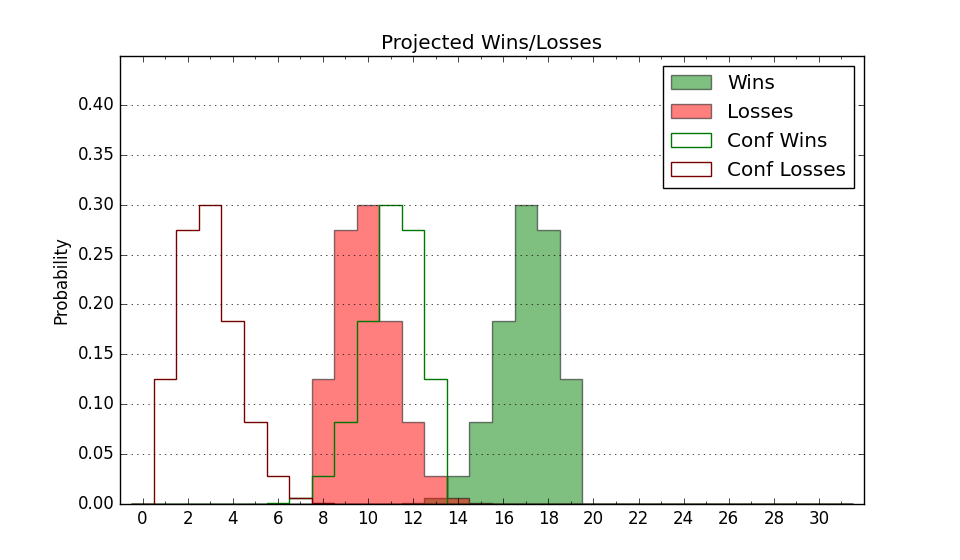 Projected Wins/Losses
Wins
Losses
Conf Wins
Conf Losses
Probability
0.40
0.35
0.30
0.25
0.20
0.15
0.10
0.05
0.00
0 2 4 6 8 10 12 14 16 18 20 22 24 26 28 30